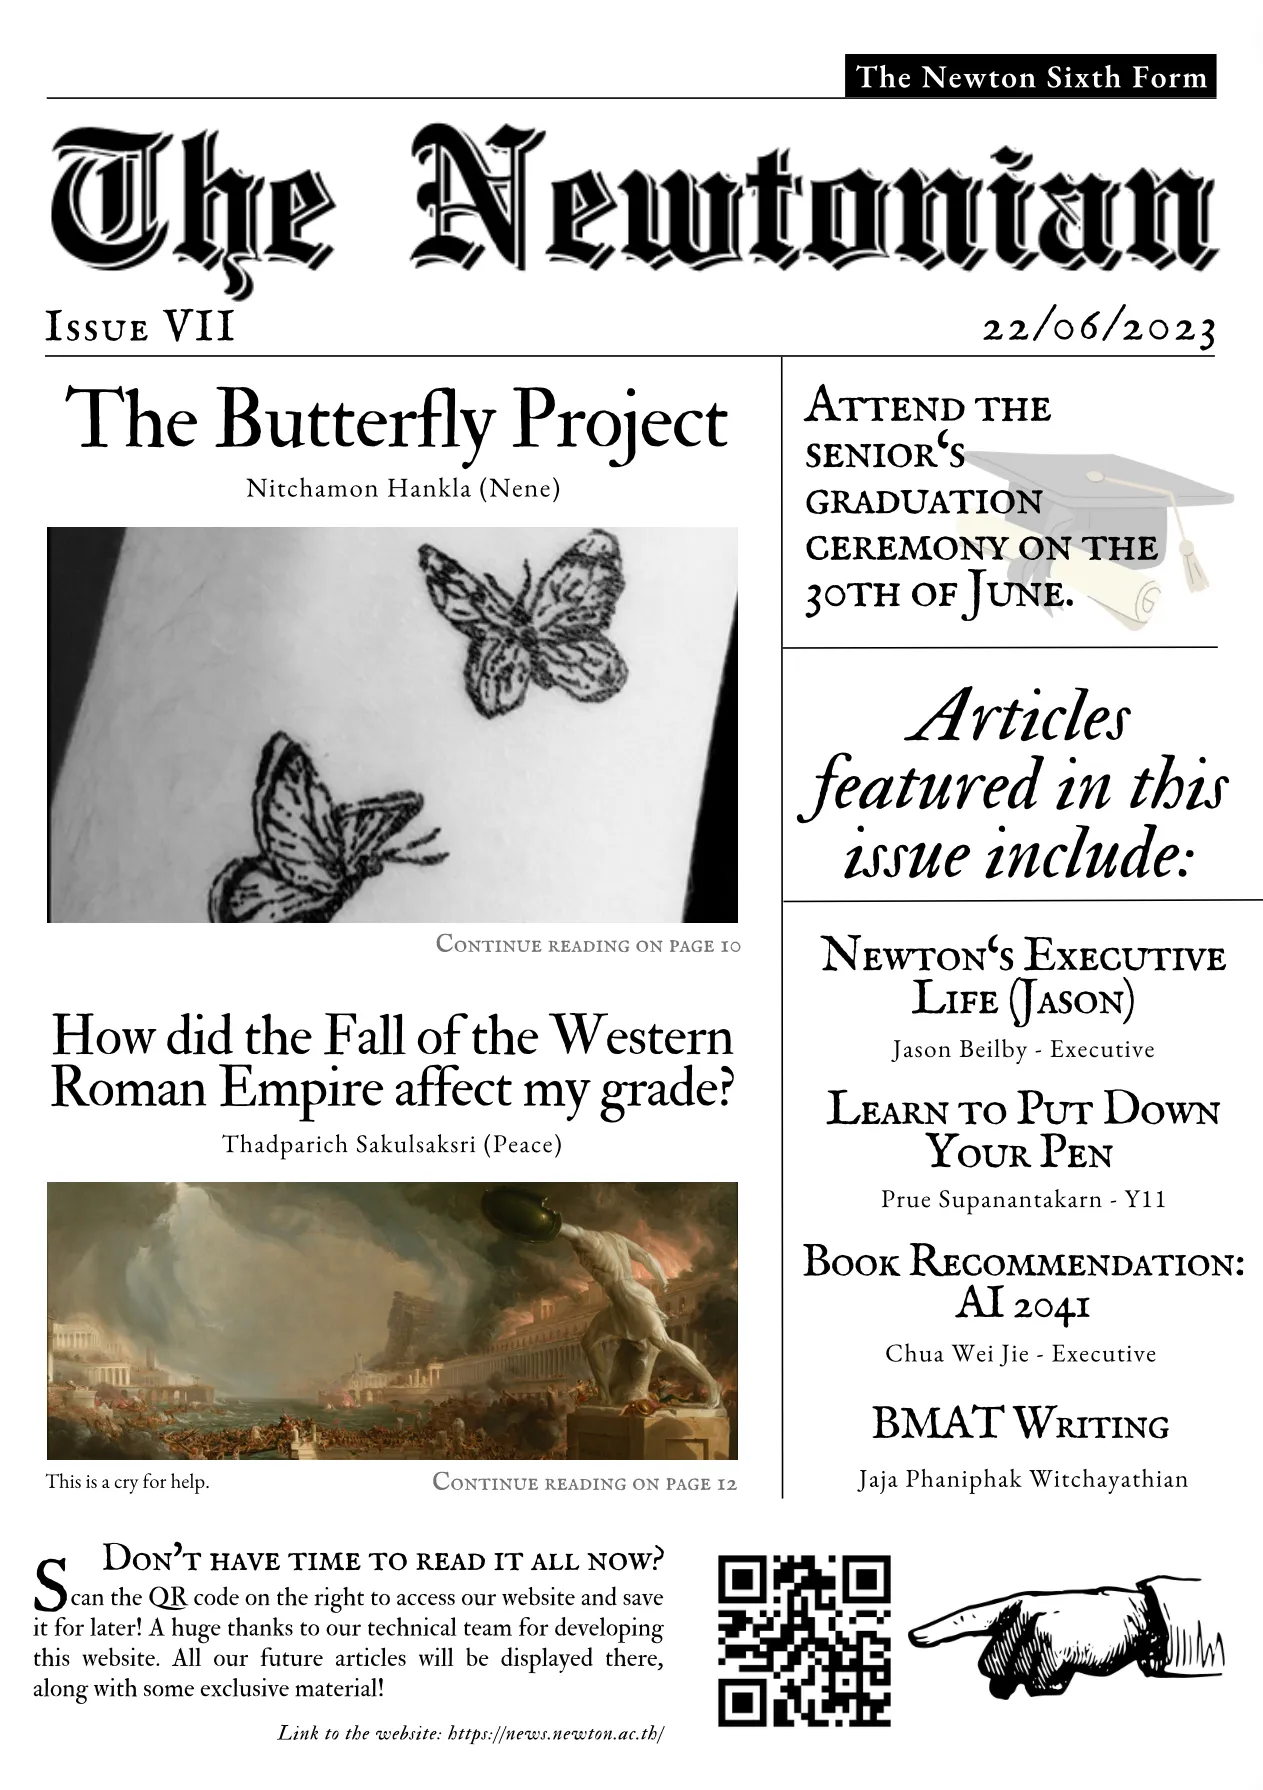 The Newton Sixth Form
The Newtonian
Issue VII
22/06/2023
The Butterfly Project
Nitchamon Hankla (Nene)
Continue reading on page 10
How did the Fall of the Western
Roman Empire affect my grade?
Thadparich Sakulsaksri (Peace)
This is a cry for help.
Continue reading on page 12
Attend the
senior‘s
graduation
ceremony on the
30th of June.
Articles
featured in this
issue include:
Newton‘s Executive
Life (Jason)
Jason Beilby - Executive
Learn to Put Down
Your Pen
Prue Supanantakarn - Y11
Book Recommendation:
AI 2041
Chua Wei Jie - Executive
BMAT Writing
Jaja Phaniphak Witchayathian
Don’t have time to read it all now?
Scan the QR code on the right to access our website and save
it for later! A huge thanks to our technical team for developing
this website. All our future articles will be displayed there,
along with some exclusive material!
Link to the website: https://news.newton.ac.th/